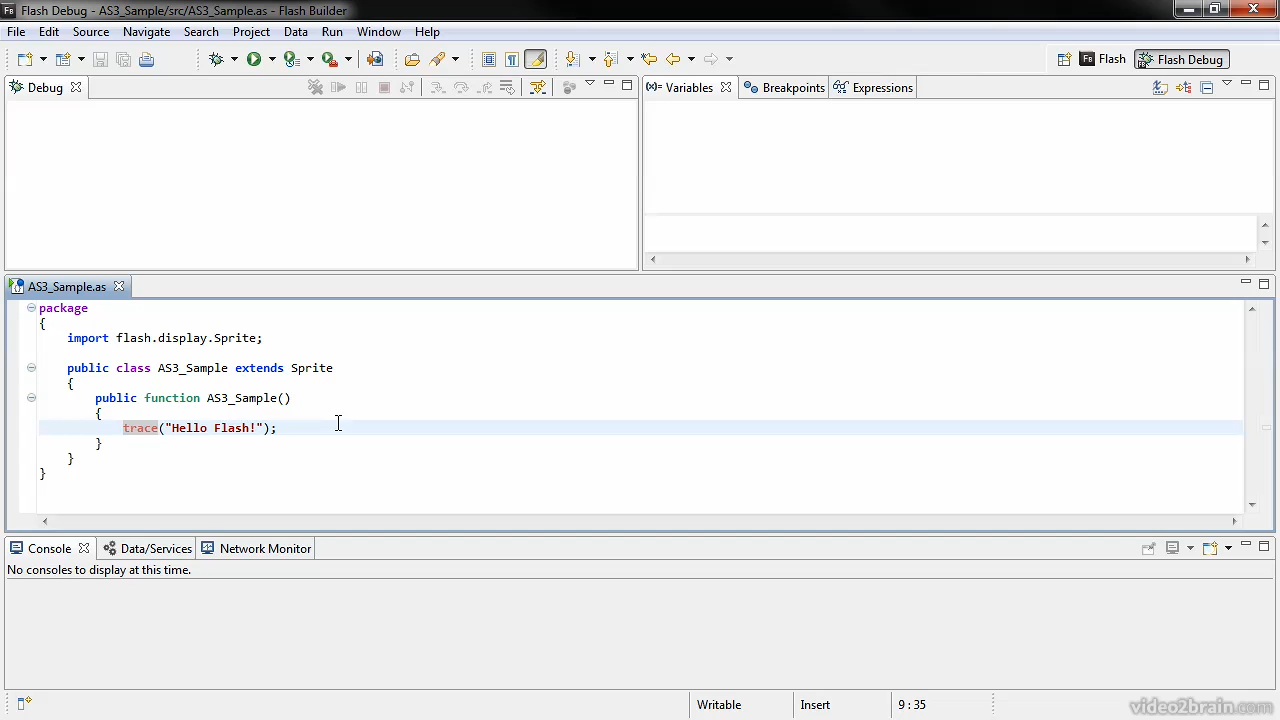 Fb Flash Debug - AS3_Sample/src/AS3_Sample.as - Flash Builder
File Edit Source Search Navigate Search Project Data Run Window Help
Fb Flash Flash Debug
Debug
(x)= Variables Breakpoints Expressions
AS3_Sample.as
package
{
import flash.display.Sprite;
public class AS3_Sample extends Sprite
{
public function AS3_Sample()
{
trace("Hello Flash!");
}
}
}
Console Data/Services Network Monitor
No consoles to display at this time.
Writable Insert 9 : 35
video2brain.com